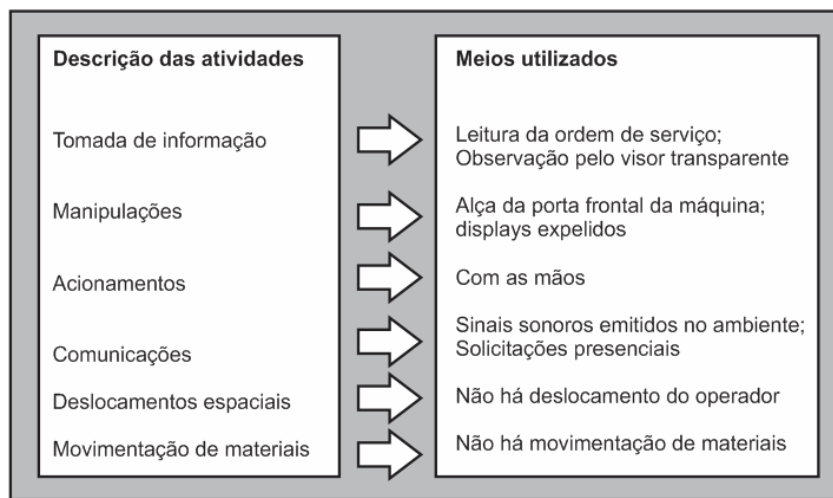 Descrição das atividades
Meios utilizados
Tomada de informação
Leitura da ordem de serviço;
Observação pelo visor transparente
Manipulações
Alça da porta frontal da máquina;
displays expelidos
Acionamentos
Com as mãos
Comunicações
Sinais sonoros emitidos no ambiente;
Solicitações presenciais
Deslocamentos espaciais
Não há deslocamento do operador
Movimentação de materiais
Não há movimentação de materiais